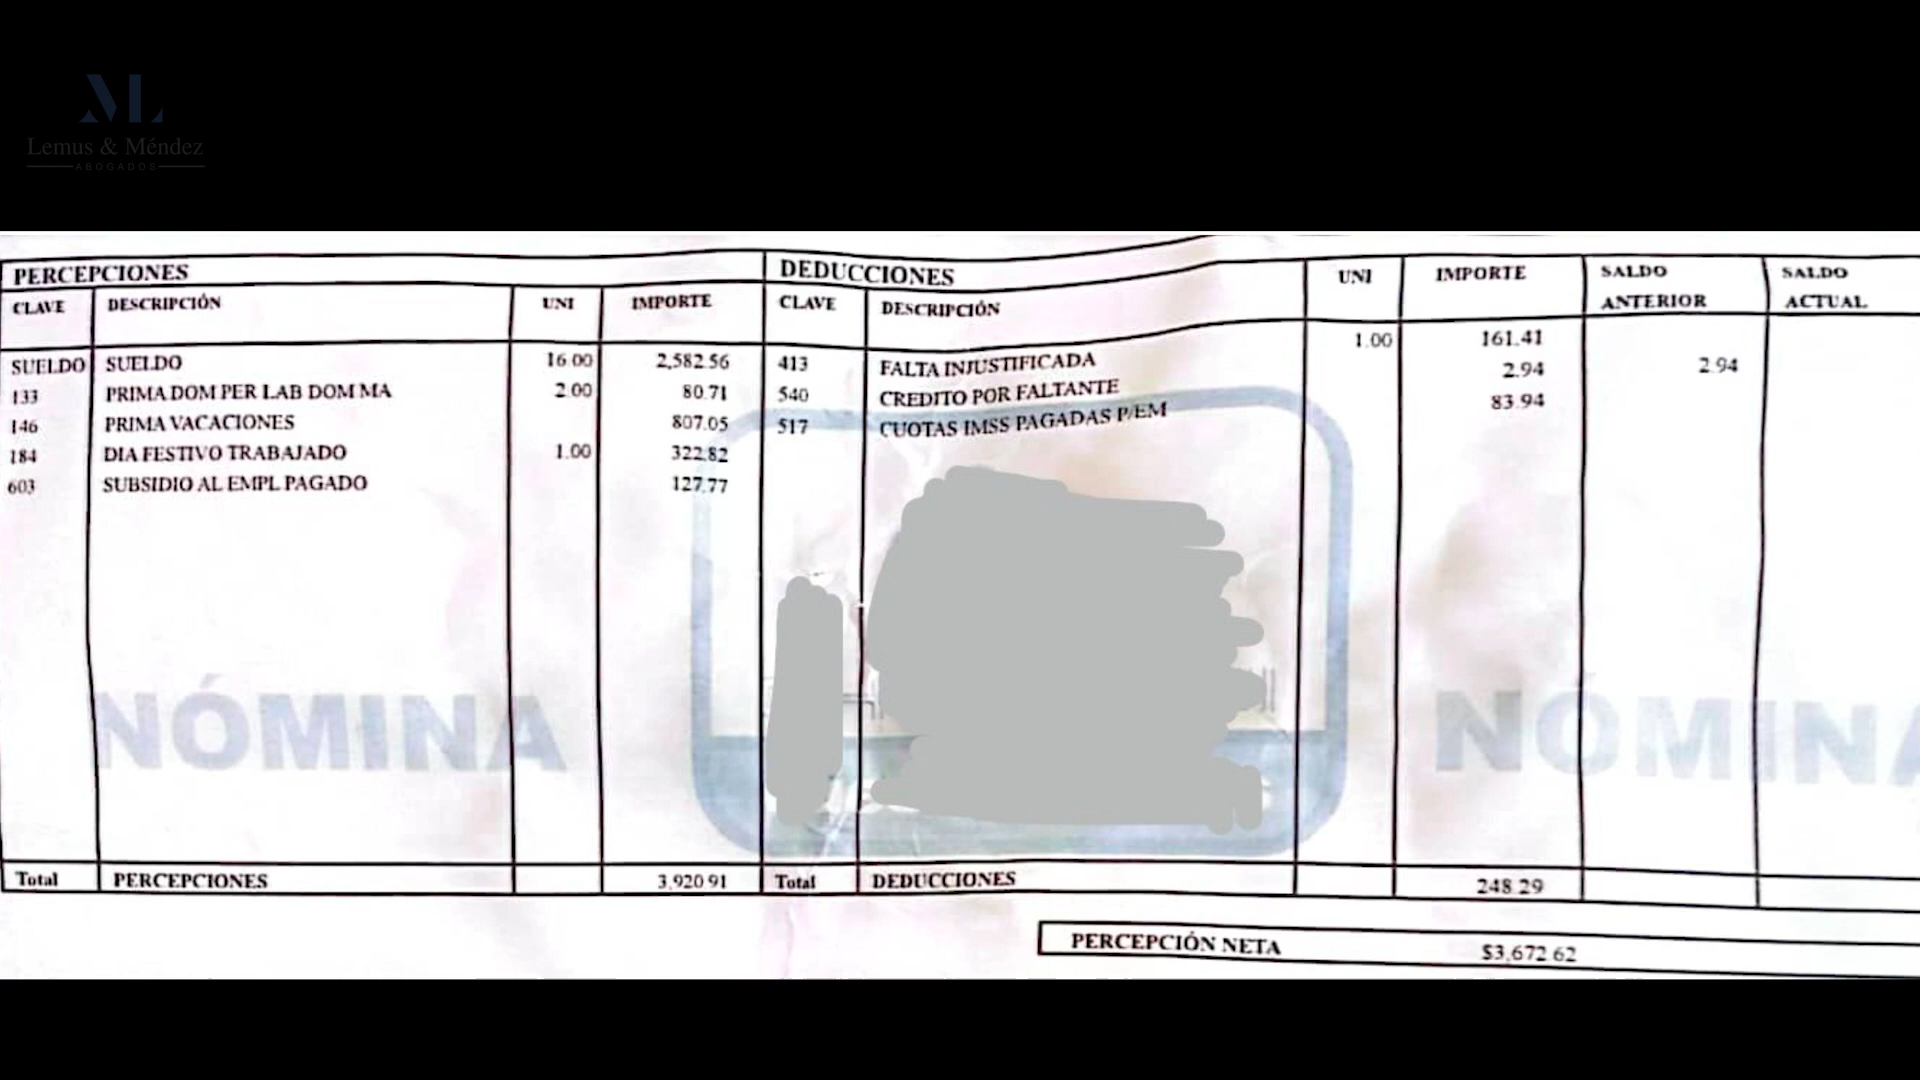 ML
Lemus & Méndez
ABOGADOS
PERCEPCIONES DEDUCCIONES UNI IMPORTE SALDO ANTERIOR SALDO ACTUAL
CLAVE DESCRIPCIÓN UNI IMPORTE CLAVE DESCRIPCIÓN
SUELDO SUELDO 16.00 2,582.56 413 FALTA INJUSTIFICADA 1.00 161.41
133 PRIMA DOM PER LAB DOM MA 2.00 80.71 540 CREDITO POR FALTANTE 2.94 2.94
146 PRIMA VACACIONES 807.05 517 CUOTAS IMSS PAGADAS P/EM 83.94
184 DIA FESTIVO TRABAJADO 1.00 322.82
603 SUBSIDIO AL EMPL PAGADO 127.77
NÓMINA NÓMINA
Total PERCEPCIONES 3,920.91 Total DEDUCCIONES 248.29
PERCEPCIÓN NETA $3,672.62